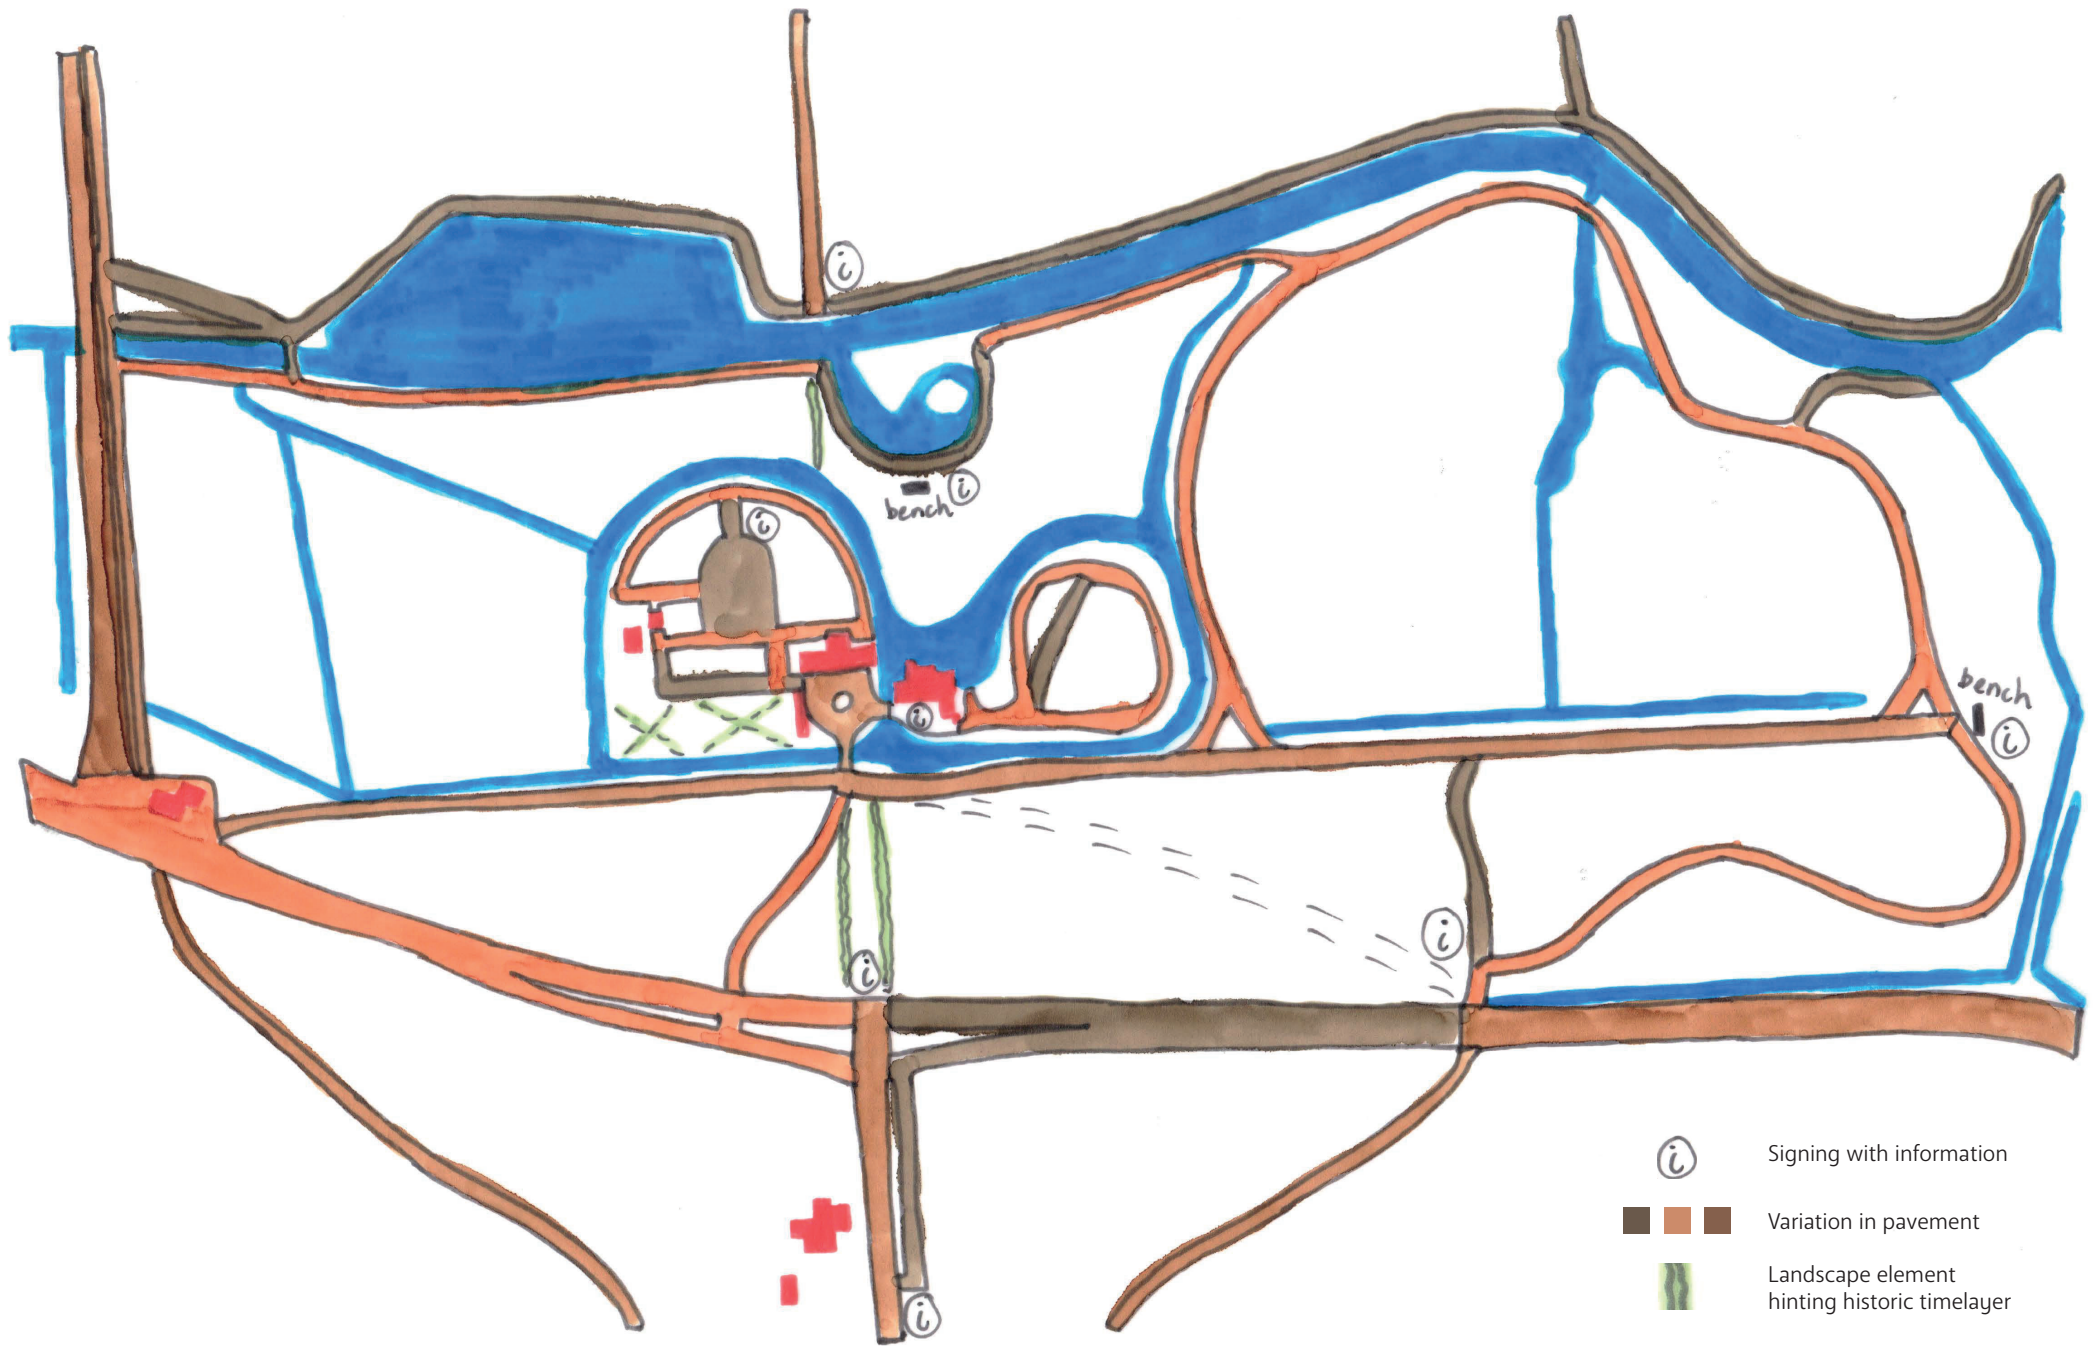 i
i
bench
i
i
bench
i
i
i
i
i
Signing with information
Variation in pavement
Landscape element
hinting historic timelayer